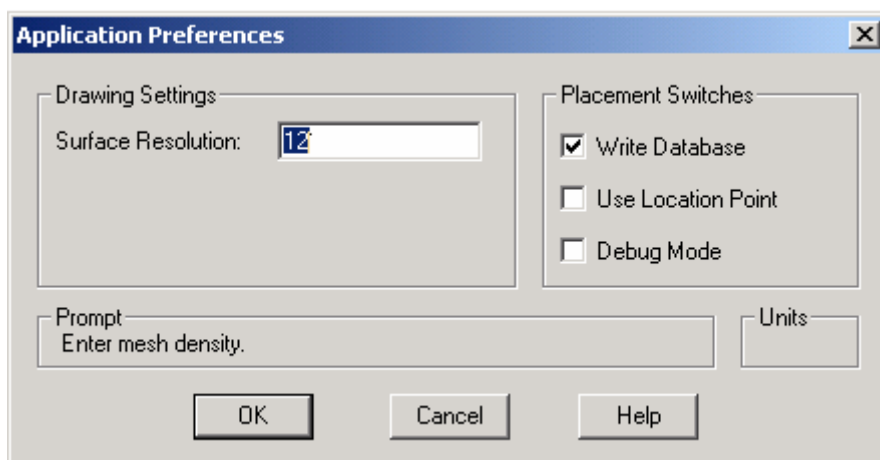 Application Preferences
Drawing Settings
Surface Resolution: 12
Placement Switches
Write Database
Use Location Point
Debug Mode
Prompt
Enter mesh density.
Units
OK Cancel Help